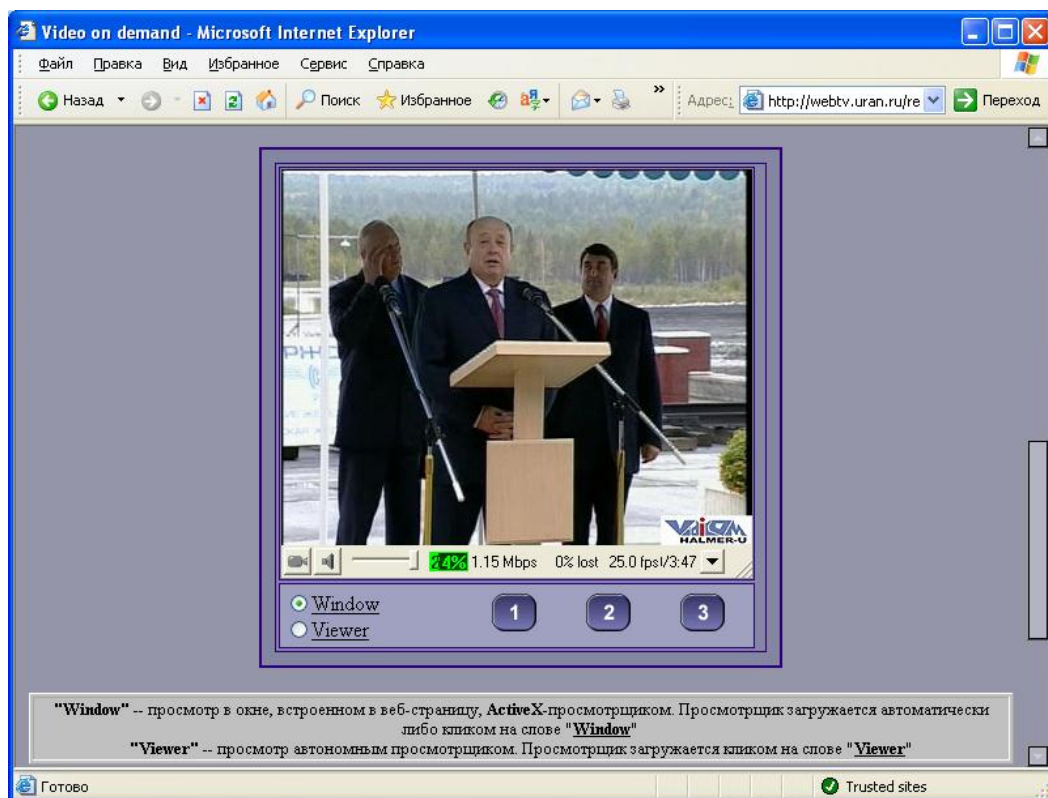 Video on demand - Microsoft Internet Explorer
Файл Правка Вид Избранное Сервис Справка
Назад Поиск Избранное » Адрес: http://webtv.uran.ru/re Переход
РЖ
HALMER-U
24% 1.15 Mbps 0% lost 25.0 fps 1/3:47
Window 1 2 3
Viewer
"Window" -- просмотр в окне, встроенном в веб-страницу, ActiveX-просмотрщиком. Просмотрщик загружается автоматически
либо кликом на слове "Window"
"Viewer" -- просмотр автономным просмотрщиком. Просмотрщик загружается кликом на слове "Viewer"
Готово Trusted sites